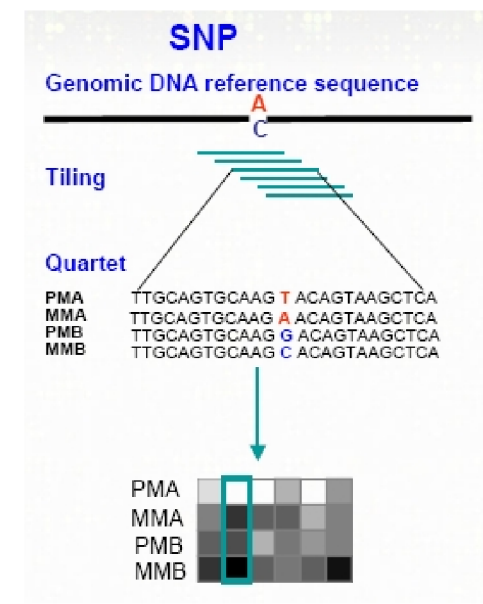 SNP
Genomic DNA reference sequence
A
C
Tiling
Quartet
PMA TTGCAGTGCAAG T ACAGTAAGCTCA
MMA TTGCAGTGCAAG A ACAGTAAGCTCA
PMB TTGCAGTGCAAG G ACAGTAAGCTCA
MMB TTGCAGTGCAAG C ACAGTAAGCTCA
PMA
MMA
PMB
MMB